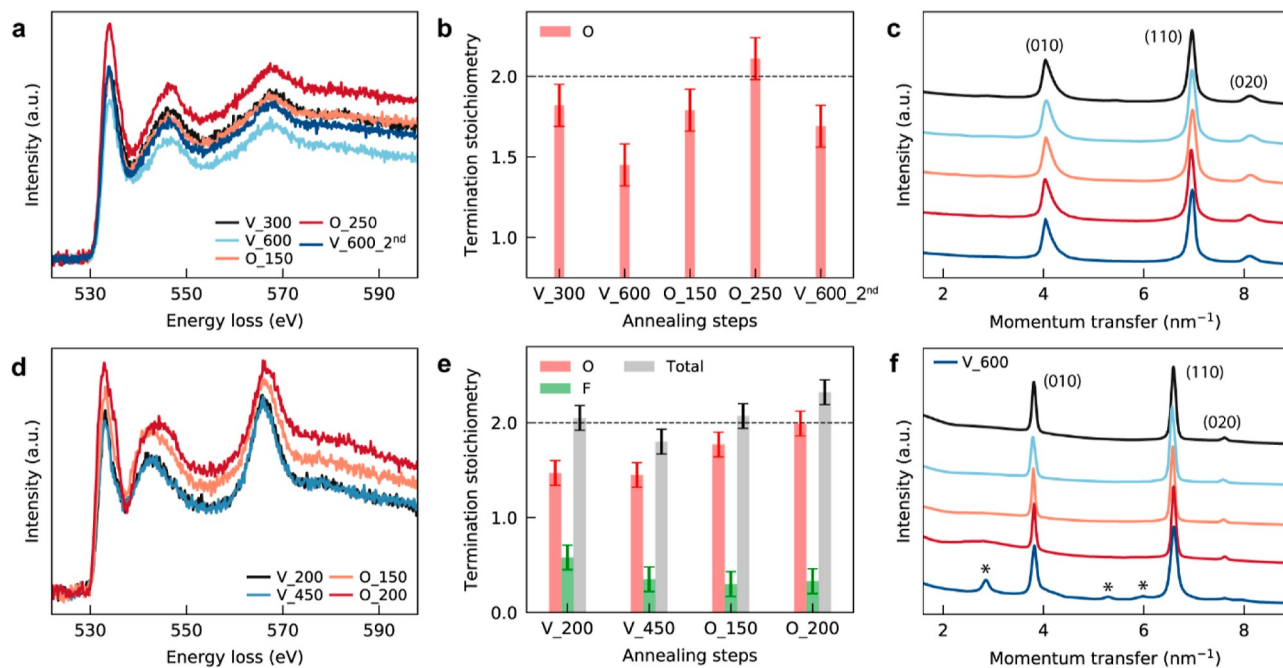 a
Intensity (a.u.)
V_300
V_600
O_150
O_250
V_600_2nd
530 550 570 590
Energy loss (eV)
b
Termination stoichiometry
O
2.0
1.5
1.0
V_300 V_600 O_150 O_250 V_600_2nd
Annealing steps
c
Intensity (a.u.)
(010)
(110)
(020)
2 4 6 8
Momentum transfer (nm−1)
d
Intensity (a.u.)
V_200
V_450
O_150
O_200
530 550 570 590
Energy loss (eV)
e
Termination stoichiometry
O
F
Total
2.0
1.0
0.0
V_200 V_450 O_150 O_200
Annealing steps
f
Intensity (a.u.)
V_600
(010)
(110)
(020)
* * *
2 4 6 8
Momentum transfer (nm−1)